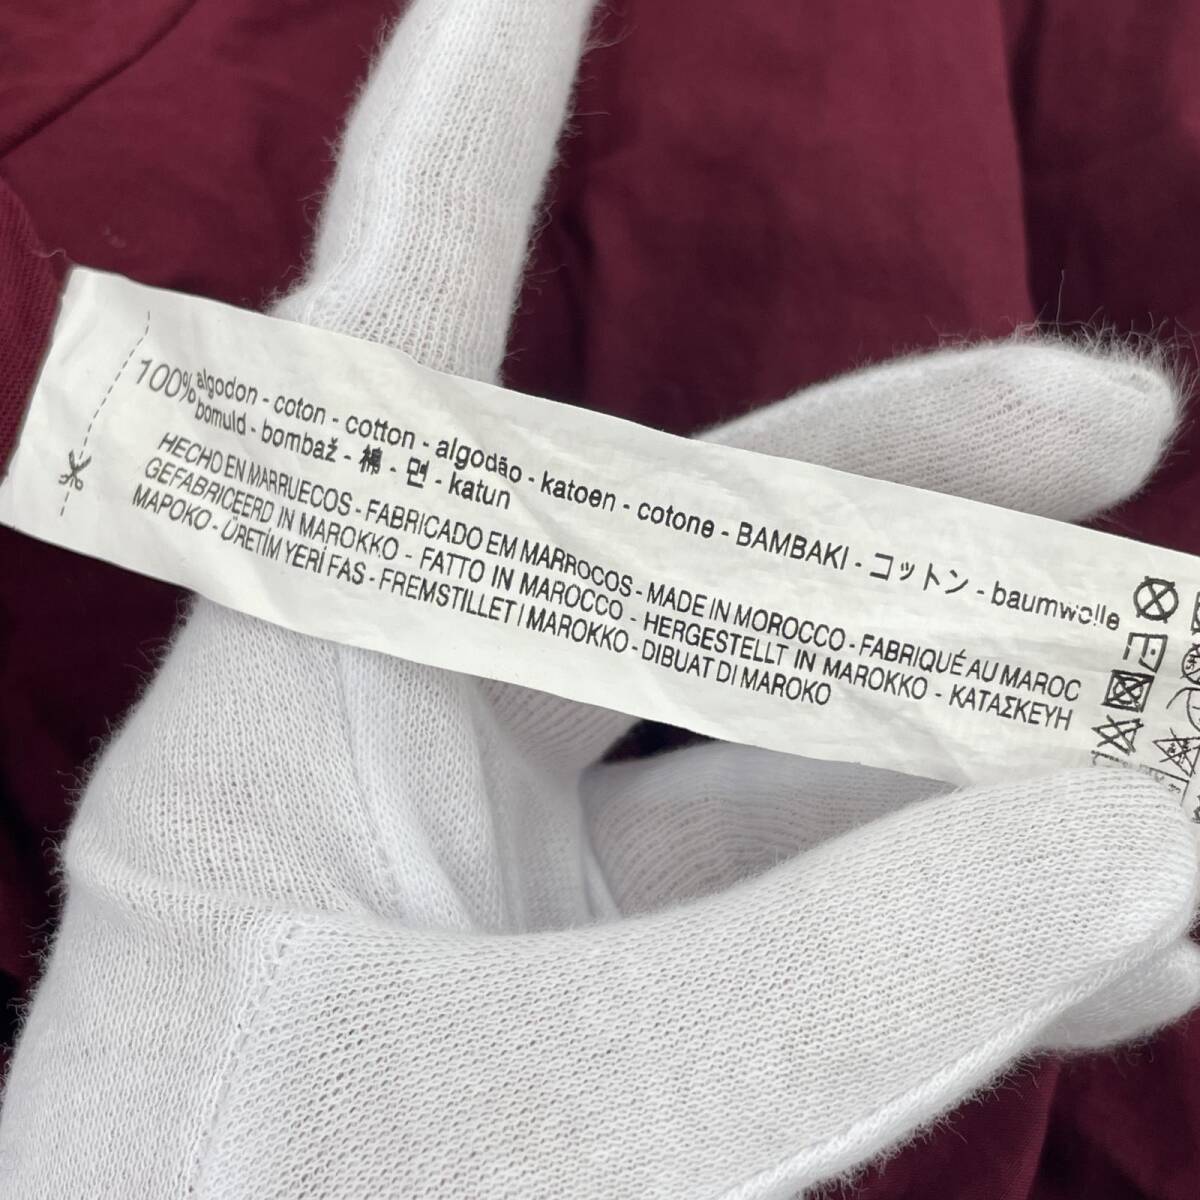 100% algodon - coton - cotton - algodão - katoen - cotone - BAMBAKI - コットン - baumwolle
bomuld - bombaž - 棉 - 면 - katun
HECHO EN MARRUECOS - FABRICADO EM MARROCOS - MADE IN MOROCCO - FABRIQUÉ AU MAROC
GEFABRICEERD IN MAROKKO - FATTO IN MAROCCO - HERGESTELLT IN MAROKKO - ΚΑΤΑΣΚΕΥΗ
ΜΑΡΟΚΟ - ÜRETİM YERİ FAS - FREMSTILLET I MAROKKO - DIBUAT DI MAROKO